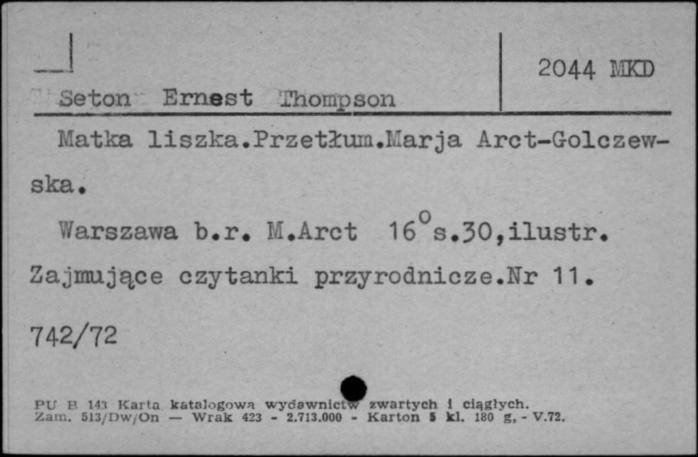 2044 MKD
Seton Ernest Thompson
Matka liszka.Przetłum.Marja Arct-Golczew-
ska.
Warszawa b.r. M.Arct 16° s.30,ilustr.
Zajmujące czytanki przyrodnicze.Nr 11.
742/72
PU B 143 Karta katalogowa wydawnictw zwartych i ciągłych.
Zam. 513/Dw/On — Wrak 423 - 2.713.000 - Karton 5 kl. 180 g, - V.72.